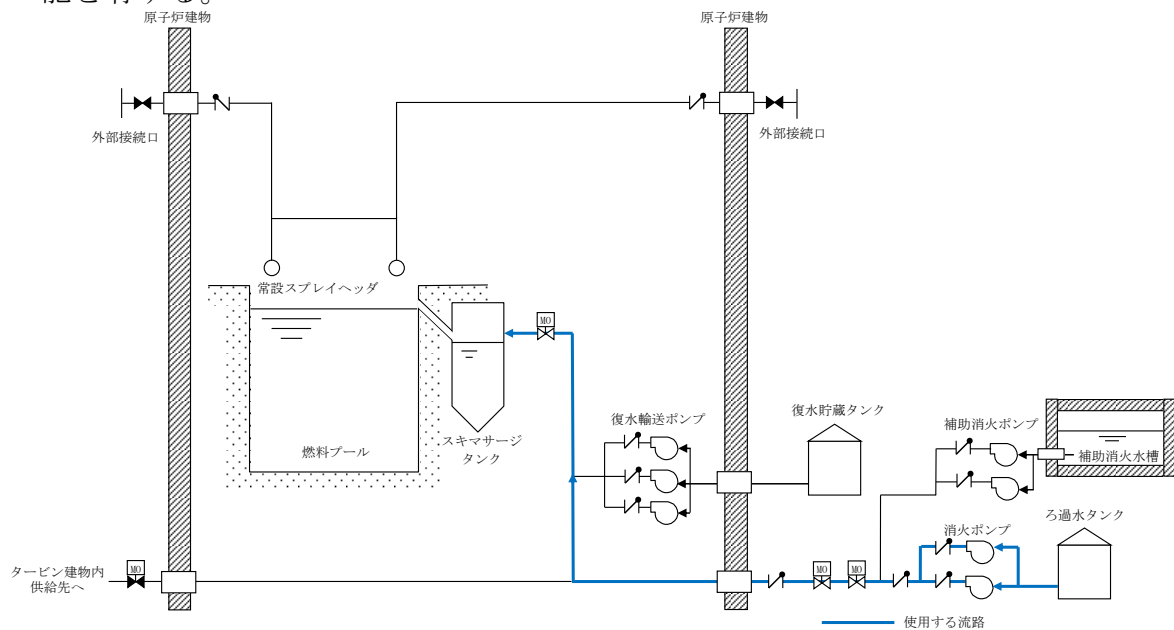 能を有する。
原子炉建物
原子炉建物
外部接続口
外部接続口
常設スプレイヘッダ
MO
復水輸送ポンプ
復水貯蔵タンク
補助消火ポンプ
スキマサージ
タンク
燃料プール
補助消火水槽
消火ポンプ
ろ過水タンク
MO
タービン建物内
供給先へ
MO
MO
使用する流路